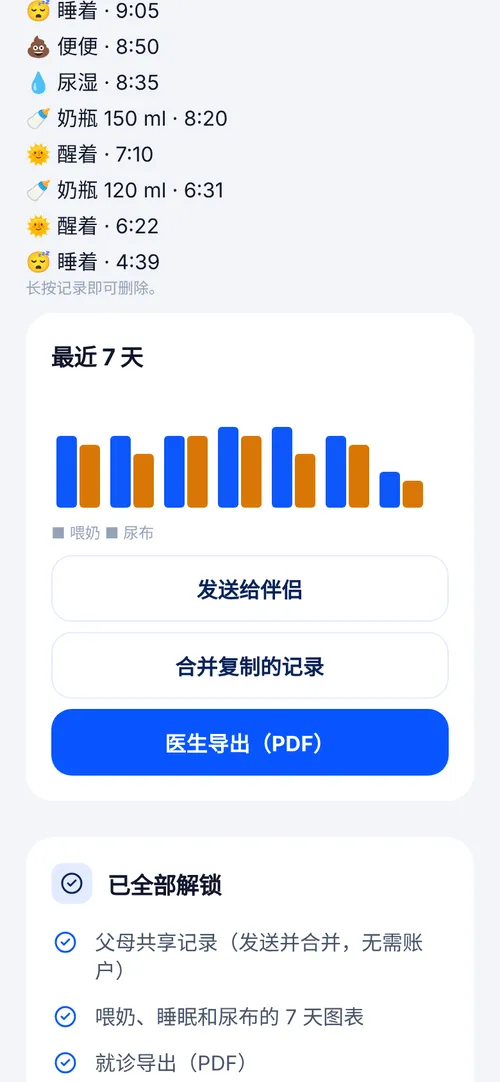 😴 睡着 · 9:05
💩 便便 · 8:50
💧 尿湿 · 8:35
🍼 奶瓶 150 ml · 8:20
🌞 醒着 · 7:10
🍼 奶瓶 120 ml · 6:31
🌞 醒着 · 6:22
😴 睡着 · 4:39
长按记录即可删除。
最近 7 天
■ 喂奶 ■ 尿布
发送给伴侣
合并复制的记录
医生导出（PDF）
已全部解锁
父母共享记录（发送并合并，无需账
户）
喂奶、睡眠和尿布的 7 天图表
就诊导出（PDF）